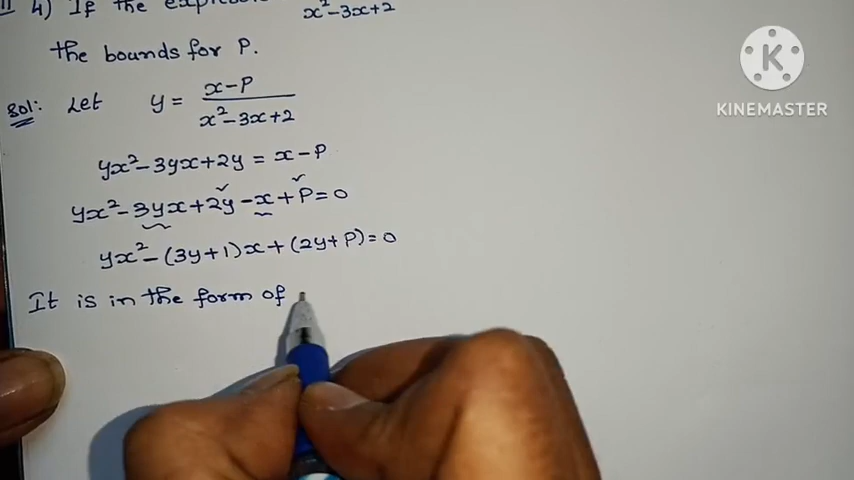 4) If the
x²-3x+2
the bounds for P.
Sol: Let y = x-P / x²-3x+2
yx²-3yx+2y = x-P
yx²-3yx+2y-x+P=0
yx²-(3y+1)x+(2y+P)=0
It is in the form of
K
KINEMASTER